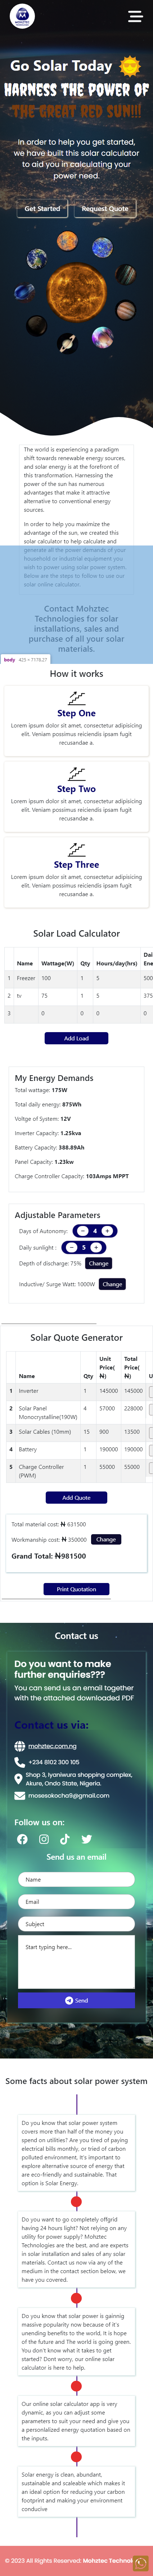 MOHZTEC
Go Solar Today
HARNESS THE POWER OF
THE GREAT RED SUN!!!
In order to help you get started,
we have built this solar calculator
to aid you in calculating your
power need.
Get Started
Request Quote
The world is experiencing a paradigm
shift towards renewable energy sources,
and solar energy is at the forefront of
this transformation. Harnessing the
power of the sun has numerous
advantages that make it attractive
alternative to conventional energy
sources.
In order to help you maximize the
advantage of the sun, we created this
solar calculator to help calculate and
generate all the power demands of your
household or industrial equipment you
wish to power using solar power system.
Below are the steps to follow to use our
solar online calculator.
Contact Mohztec
Technologies for solar
installations, sales and
purchase of all your solar
materials.
body 425 × 7178.27
How it works
Step One
Lorem ipsum dolor sit amet, consectetur adipisicing
elit. Veniam possimus reiciendis ipsam fugit
recusandae a.
Step Two
Lorem ipsum dolor sit amet, consectetur adipisicing
elit. Veniam possimus reiciendis ipsam fugit
recusandae a.
Step Three
Lorem ipsum dolor sit amet, consectetur adipisicing
elit. Veniam possimus reiciendis ipsam fugit
recusandae a.
Solar Load Calculator
Name Wattage(W) Qty Hours/day(hrs) Dai Ene
1 Freezer 100 1 5 500
2 tv 75 1 5 375
3 0 0 0 0
Add Load
My Energy Demands
Total wattage: 175W
Total daily energy: 875Wh
Voltge of System: 12V
Inverter Capacity: 1.25kva
Battery Capacity: 388.89Ah
Panel Capacity: 1.23kw
Charge Controller Capacity: 103Amps MPPT
Adjustable Parameters
Days of Autonomy: − 4 +
Daily sunlight : − 5 +
Depth of discharge: 75% Change
Inductive/ Surge Watt: 1000W Change
Solar Quote Generator
Name Qty Unit Price( ₦) Total Price( ₦) U
1 Inverter 1 145000 145000
2 Solar Panel Monocrystalline(190W) 4 57000 228000
3 Solar Cables (10mm) 15 900 13500
4 Battery 1 190000 190000
5 Charge Controller (PWM) 1 55000 55000
Add Quote
Total material cost: ₦ 631500
Workmanship cost: ₦ 350000 Change
Grand Total: ₦981500
Print Quotation
Contact us
Do you want to make
further enquiries???
You can send us an email together
with the attached downloaded PDF
Contact us via:
mohztec.com.ng
+234 8102 300 105
Shop 3, Iyaniwura shopping complex,
Akure, Ondo State, Nigeria.
mosesokocha9@gmail.com
Follow us on:
Send us an email
Name
Email
Subject
Start typing here...
Send
Some facts about solar power system
Do you know that solar power system
covers more than half of the money you
spend on utilities? Are you tired of paying
electrical bills monthly, or tried of carbon
polluted environment, it's important to
explore alternative source of energy that
are eco-friendly and sustainable. That
option is Solar Energy.
Do you want to go completely offgrid
having 24 hours light? Not relying on any
utility for supply? Mohztec
Technologies are the best, and are experts
in solar installation and sales of any solar
materials. Contact us now via any of the
medium in the contact section below. we
have you covered.
Do you know that solar power is gainnig
massive popularity now because of it's
unending benefits to the world. It is hope
of the future and The world is going green.
You don't know what it takes to get
started? Dont worry, our online solar
calculator is here to help.
Our online solar calculator app is very
dynamic, as you can adjust some
parameters to suit your need and give you
a personalized energy quotation based on
the inputs.
Solar energy is clean, abundant,
sustainable and scaleable which makes it
an ideal option for reducing your carbon
footprint and making your environment
conducive
© 2023 All Rights Reserved: Mohztec Technol